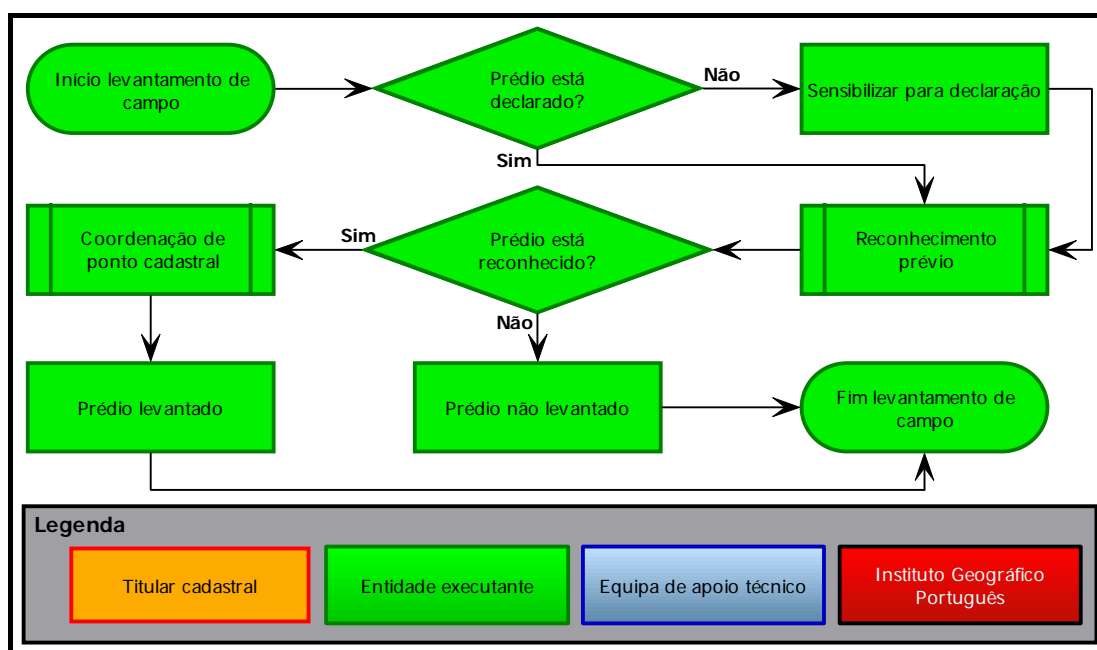 Início levantamento de
campo
Prédio está
declarado?
Não
Sensibilizar para declaração
Sim
Coordenação de
ponto cadastral
Sim
Prédio está
reconhecido?
Reconhecimento
prévio
Não
Prédio levantado
Prédio não levantado
Fim levantamento de
campo
Legenda
Titular cadastral
Entidade executante
Equipa de apoio técnico
Instituto Geográfico
Português